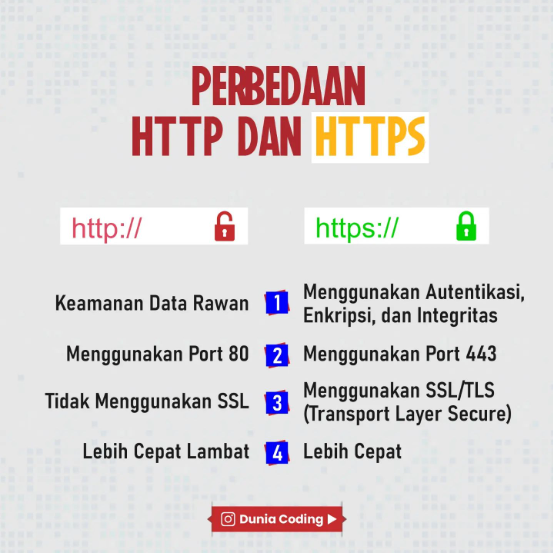 PERBEDAAN
HTTP DAN HTTPS
http://
https://
Keamanan Data Rawan
1
Menggunakan Autentikasi,
Enkripsi, dan Integritas
Menggunakan Port 80
2
Menggunakan Port 443
Tidak Menggunakan SSL
3
Menggunakan SSL/TLS
(Transport Layer Secure)
Lebih Cepat Lambat
4
Lebih Cepat
Dunia Coding